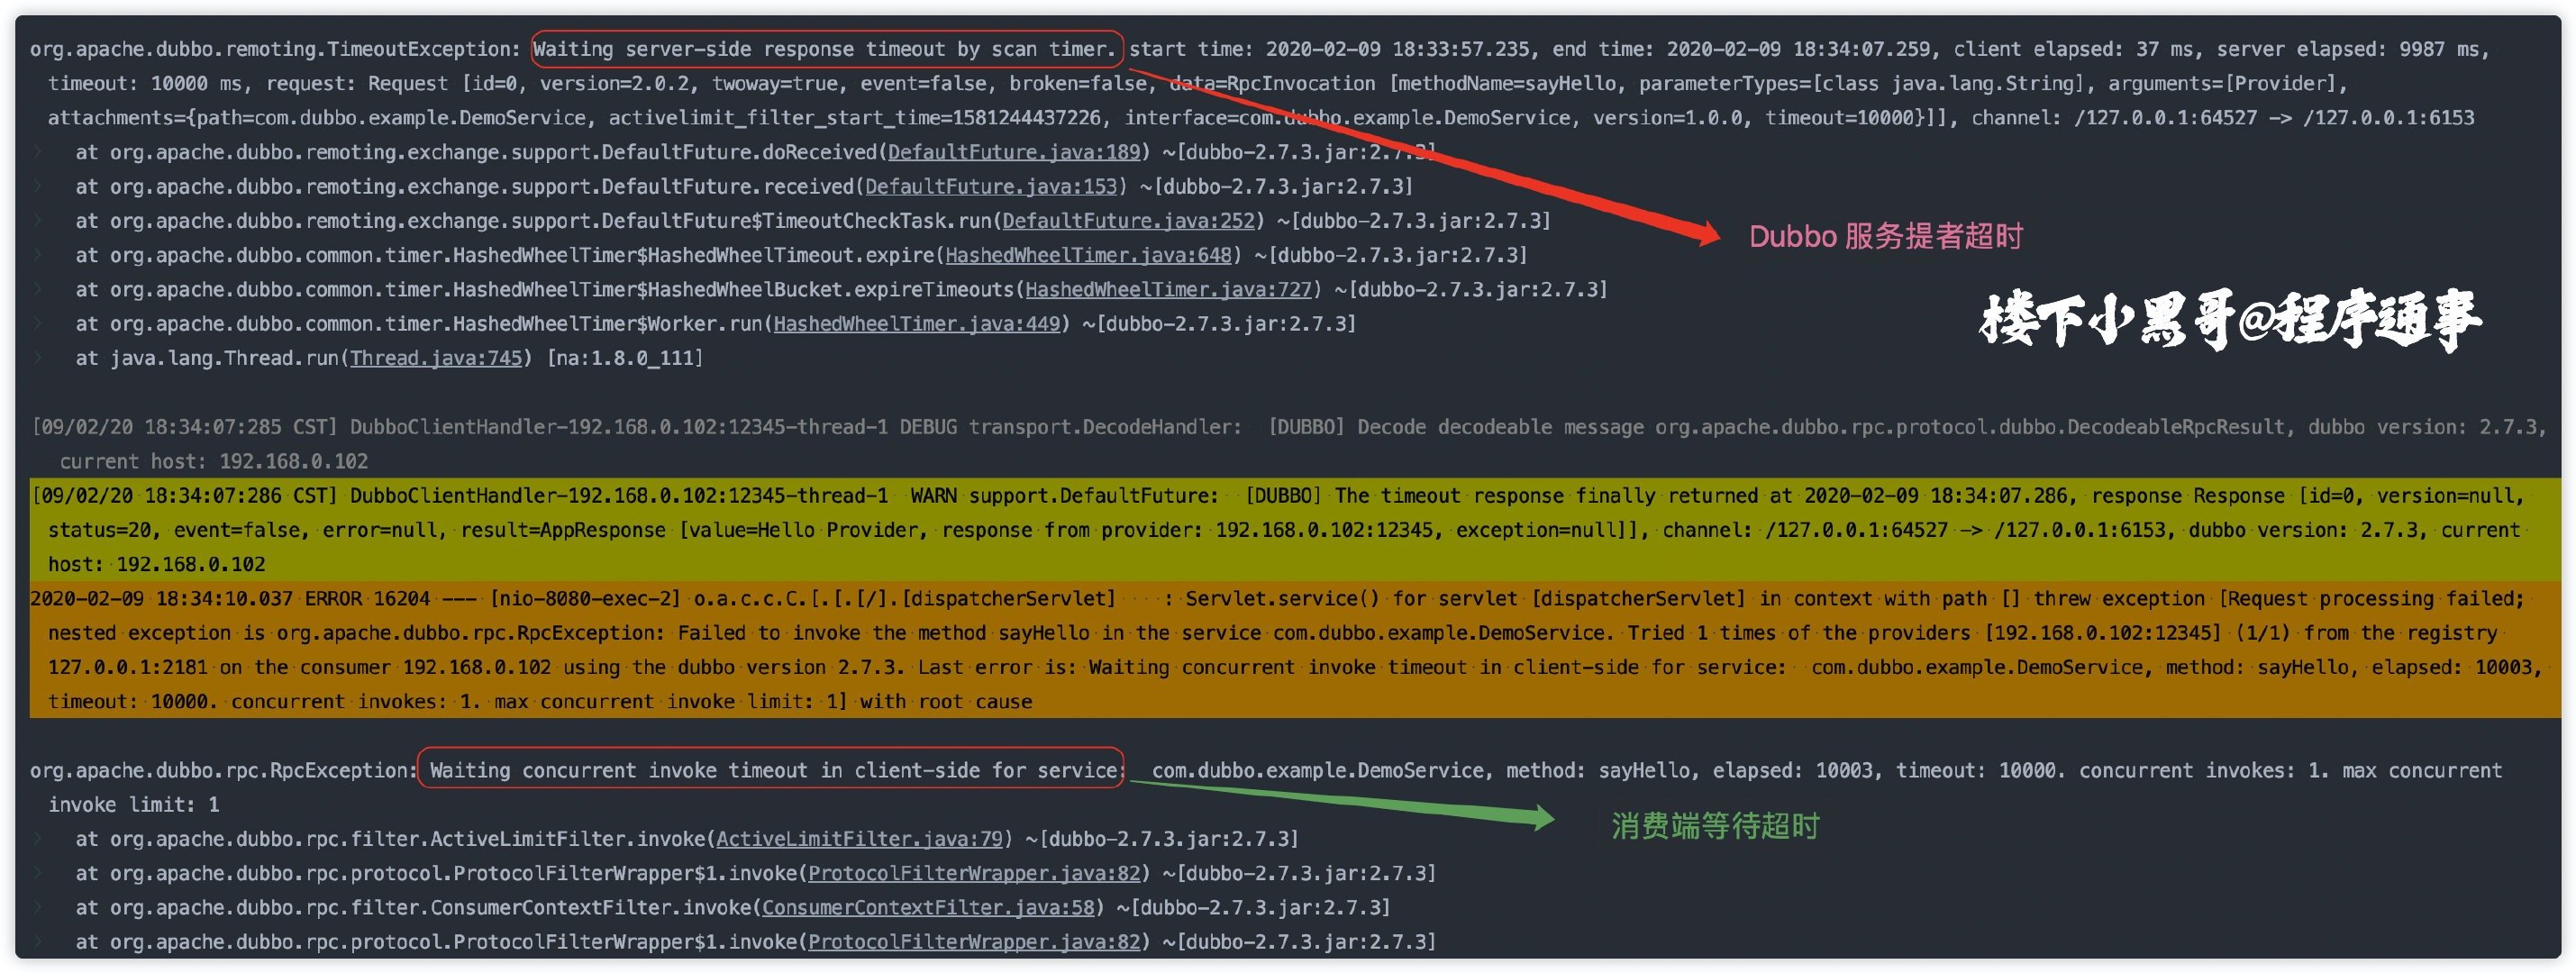 org.apache.dubbo.remoting.TimeoutException: Waiting server-side response timeout by scan timer. start time: 2020-02-09 18:33:57.235, end time: 2020-02-09 18:34:07.259, client elapsed: 37 ms, server elapsed: 9987 ms,
timeout: 10000 ms, request: Request [id=0, version=2.0.2, twoway=true, event=false, broken=false, data=RpcInvocation [methodName=sayHello, parameterTypes=[class java.lang.String], arguments=[Provider],
attachments={path=com.dubbo.example.DemoService, activelimit_filter_start_time=1581244437226, interface=com.dubbo.example.DemoService, version=1.0.0, timeout=10000}]], channel: /127.0.0.1:64527 -> /127.0.0.1:6153
at org.apache.dubbo.remoting.exchange.support.DefaultFuture.doReceived(DefaultFuture.java:189) ~[dubbo-2.7.3.jar:2.7.3]
at org.apache.dubbo.remoting.exchange.support.DefaultFuture.received(DefaultFuture.java:153) ~[dubbo-2.7.3.jar:2.7.3]
at org.apache.dubbo.remoting.exchange.support.DefaultFuture$TimeoutCheckTask.run(DefaultFuture.java:252) ~[dubbo-2.7.3.jar:2.7.3]
Dubbo 服务提者超时
at org.apache.dubbo.common.timer.HashedWheelTimer$HashedWheelTimeout.expire(HashedWheelTimer.java:648) ~[dubbo-2.7.3.jar:2.7.3]
at org.apache.dubbo.common.timer.HashedWheelTimer$HashedWheelBucket.expireTimeouts(HashedWheelTimer.java:727) ~[dubbo-2.7.3.jar:2.7.3]
楼下小黑哥@程序通事
at org.apache.dubbo.common.timer.HashedWheelTimer$Worker.run(HashedWheelTimer.java:449) ~[dubbo-2.7.3.jar:2.7.3]
at java.lang.Thread.run(Thread.java:745) [na:1.8.0_111]
[09/02/20 18:34:07:285 CST] DubboClientHandler-192.168.0.102:12345-thread-1 DEBUG transport.DecodeHandler:  [DUBBO] Decode decodeable message org.apache.dubbo.rpc.protocol.dubbo.DecodeableRpcResult, dubbo version: 2.7.3,
current host: 192.168.0.102
[09/02/20 18:34:07:286 CST] DubboClientHandler-192.168.0.102:12345-thread-1  WARN support.DefaultFuture:  [DUBBO] The timeout response finally returned at 2020-02-09 18:34:07.286, response Response [id=0, version=null,
status=20, event=false, error=null, result=AppResponse [value=Hello Provider, response from provider: 192.168.0.102:12345, exception=null]], channel: /127.0.0.1:64527 -> /127.0.0.1:6153, dubbo version: 2.7.3, current
host: 192.168.0.102
2020-02-09 18:34:10.037 ERROR 16204 --- [nio-8080-exec-2] o.a.c.c.C.[.[.[/].[dispatcherServlet]    : Servlet.service() for servlet [dispatcherServlet] in context with path [] threw exception [Request processing failed;
nested exception is org.apache.dubbo.rpc.RpcException: Failed to invoke the method sayHello in the service com.dubbo.example.DemoService. Tried 1 times of the providers [192.168.0.102:12345] (1/1) from the registry
127.0.0.1:2181 on the consumer 192.168.0.102 using the dubbo version 2.7.3. Last error is: Waiting concurrent invoke timeout in client-side for service:  com.dubbo.example.DemoService, method: sayHello, elapsed: 10003,
timeout: 10000. concurrent invokes: 1. max concurrent invoke limit: 1] with root cause
org.apache.dubbo.rpc.RpcException: Waiting concurrent invoke timeout in client-side for service:  com.dubbo.example.DemoService, method: sayHello, elapsed: 10003, timeout: 10000. concurrent invokes: 1. max concurrent
invoke limit: 1
消费端等待超时
at org.apache.dubbo.rpc.filter.ActiveLimitFilter.invoke(ActiveLimitFilter.java:79) ~[dubbo-2.7.3.jar:2.7.3]
at org.apache.dubbo.rpc.protocol.ProtocolFilterWrapper$1.invoke(ProtocolFilterWrapper.java:82) ~[dubbo-2.7.3.jar:2.7.3]
at org.apache.dubbo.rpc.filter.ConsumerContextFilter.invoke(ConsumerContextFilter.java:58) ~[dubbo-2.7.3.jar:2.7.3]
at org.apache.dubbo.rpc.protocol.ProtocolFilterWrapper$1.invoke(ProtocolFilterWrapper.java:82) ~[dubbo-2.7.3.jar:2.7.3]